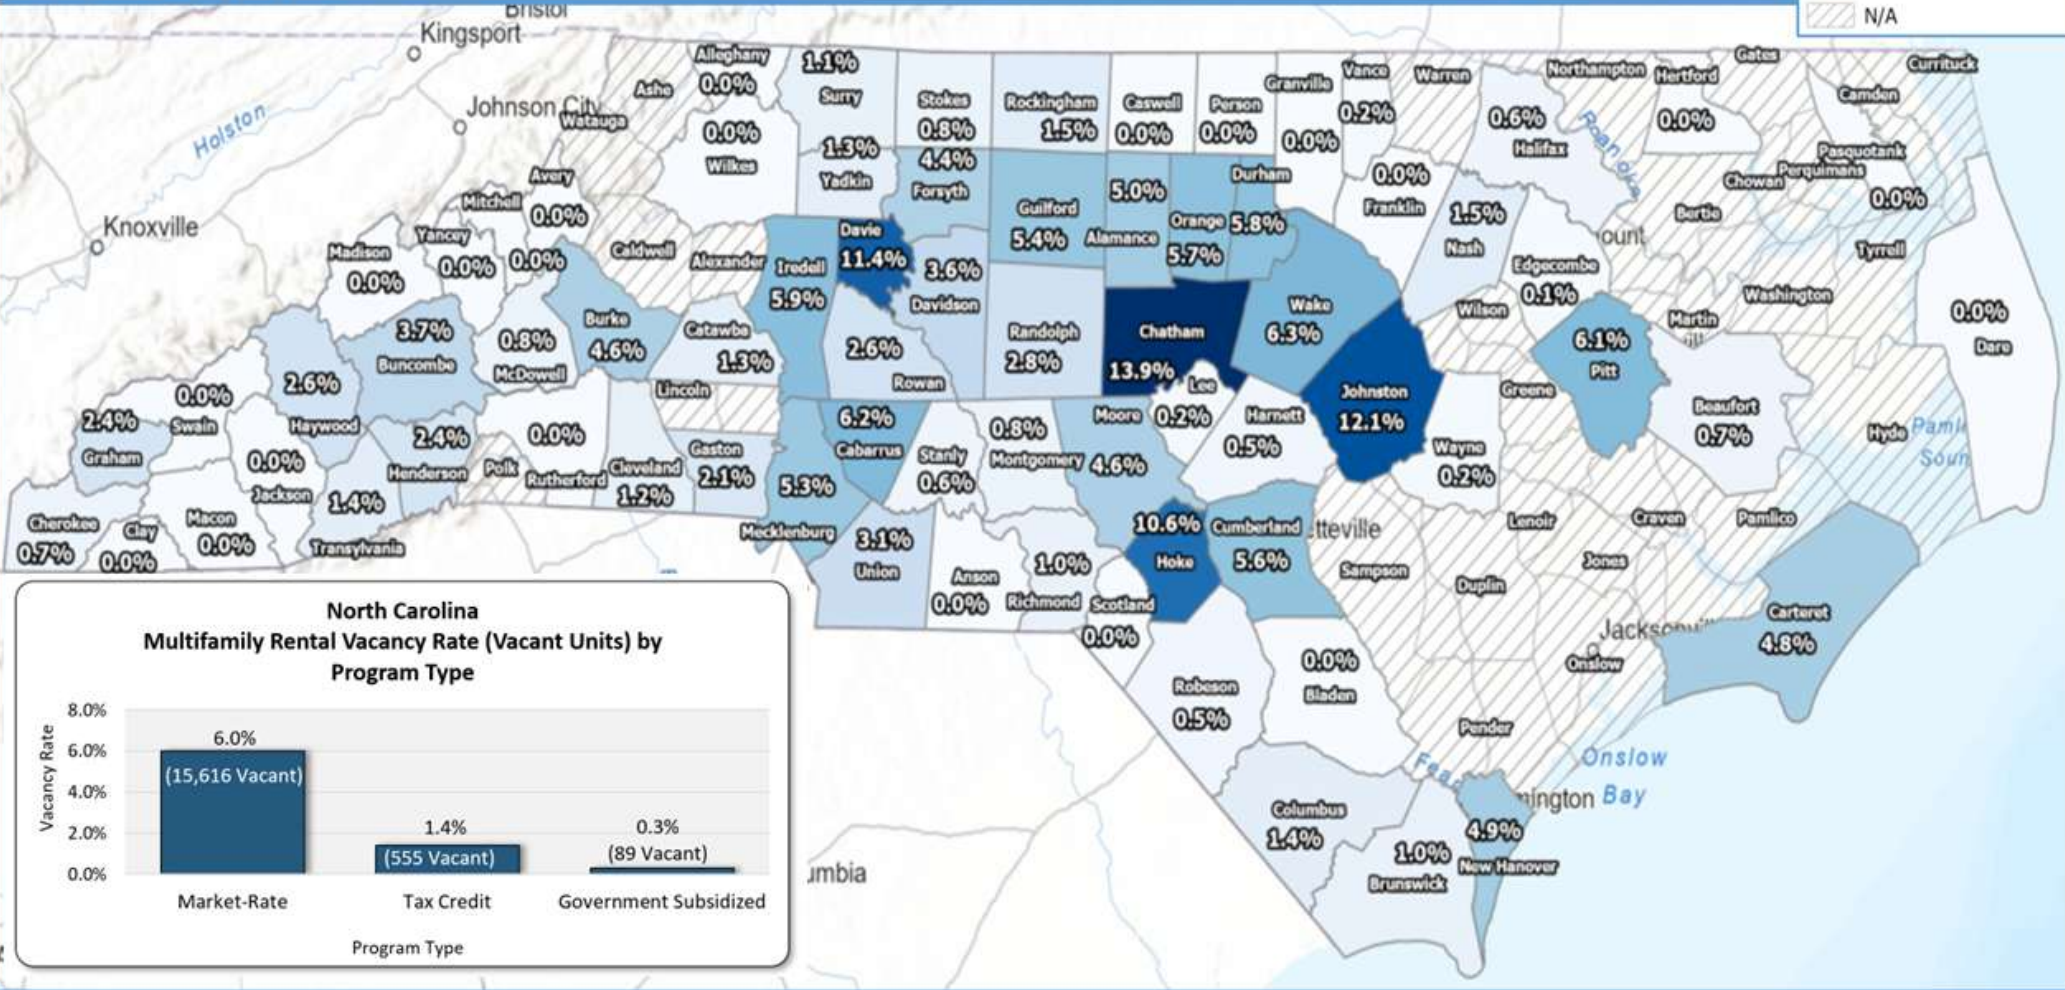 N/A
Bristol
Kingsport
Johnson City
Knoxville
Holston
Alleghany
0.0%
1.1%
Surry
Ashe
Watauga
0.0%
Wilkes
1.3%
Yadkin
Stokes
0.8%
4.4%
Forsyth
Rockingham
1.5%
Caswell
0.0%
Person
0.0%
Granville
0.0%
Vance
0.2%
Warren
Northampton
Hertford
0.0%
Gates
Currituck
Camden
Pasquotank
0.0%
Perquimans
Chowan
Bertie
0.6%
Halifax
Roanoke
Avery
0.0%
Mitchell
0.0%
Yancey
0.0%
Madison
0.0%
Caldwell
Alexander
Iredell
5.9%
Davie
11.4%
3.6%
Davidson
Guilford
5.4%
5.0%
Alamance
Orange
5.7%
Durham
5.8%
0.0%
Franklin
1.5%
Nash
ount
Edgecombe
0.1%
Wilson
Martin
Washington
Tyrrell
0.0%
Dare
3.7%
Buncombe
0.8%
McDowell
Burke
4.6%
Catawba
1.3%
Lincoln
2.6%
Rowan
Randolph
2.8%
Chatham
13.9%
Wake
6.3%
Johnston
12.1%
Lee
0.2%
Harnett
0.5%
Greene
6.1%
Pitt
Beaufort
0.7%
Hyde
Paml
Soun
2.4%
Graham
0.0%
Swain
2.6%
Haywood
2.4%
Henderson
Polk
0.0%
Rutherford
Cleveland
1.2%
Gaston
2.1%
5.3%
Mecklenburg
6.2%
Cabarrus
Stanly
0.6%
0.8%
Montgomery
Moore
4.6%
Wayne
0.2%
Cherokee
0.7%
Clay
0.0%
Macon
0.0%
0.0%
Jackson
1.4%
Transylvania
3.1%
Union
Anson
0.0%
1.0%
Richmond
Scotland
0.0%
10.6%
Hoke
Cumberland
5.6%
etteville
Sampson
Duplin
Lenoir
Jones
Craven
Pamlico
Carteret
4.8%
Jacksonvill
Onslow
Pender
Robeson
0.5%
0.0%
Bladen
Columbus
1.4%
1.0%
Brunswick
4.9%
New Hanover
Fear
mington
Onslow
Bay
umbia
North Carolina
Multifamily Rental Vacancy Rate (Vacant Units) by
Program Type
Vacancy Rate
8.0%
6.0%
4.0%
2.0%
0.0%
6.0%
(15,616 Vacant)
1.4%
(555 Vacant)
0.3%
(89 Vacant)
Market-Rate
Tax Credit
Government Subsidized
Program Type